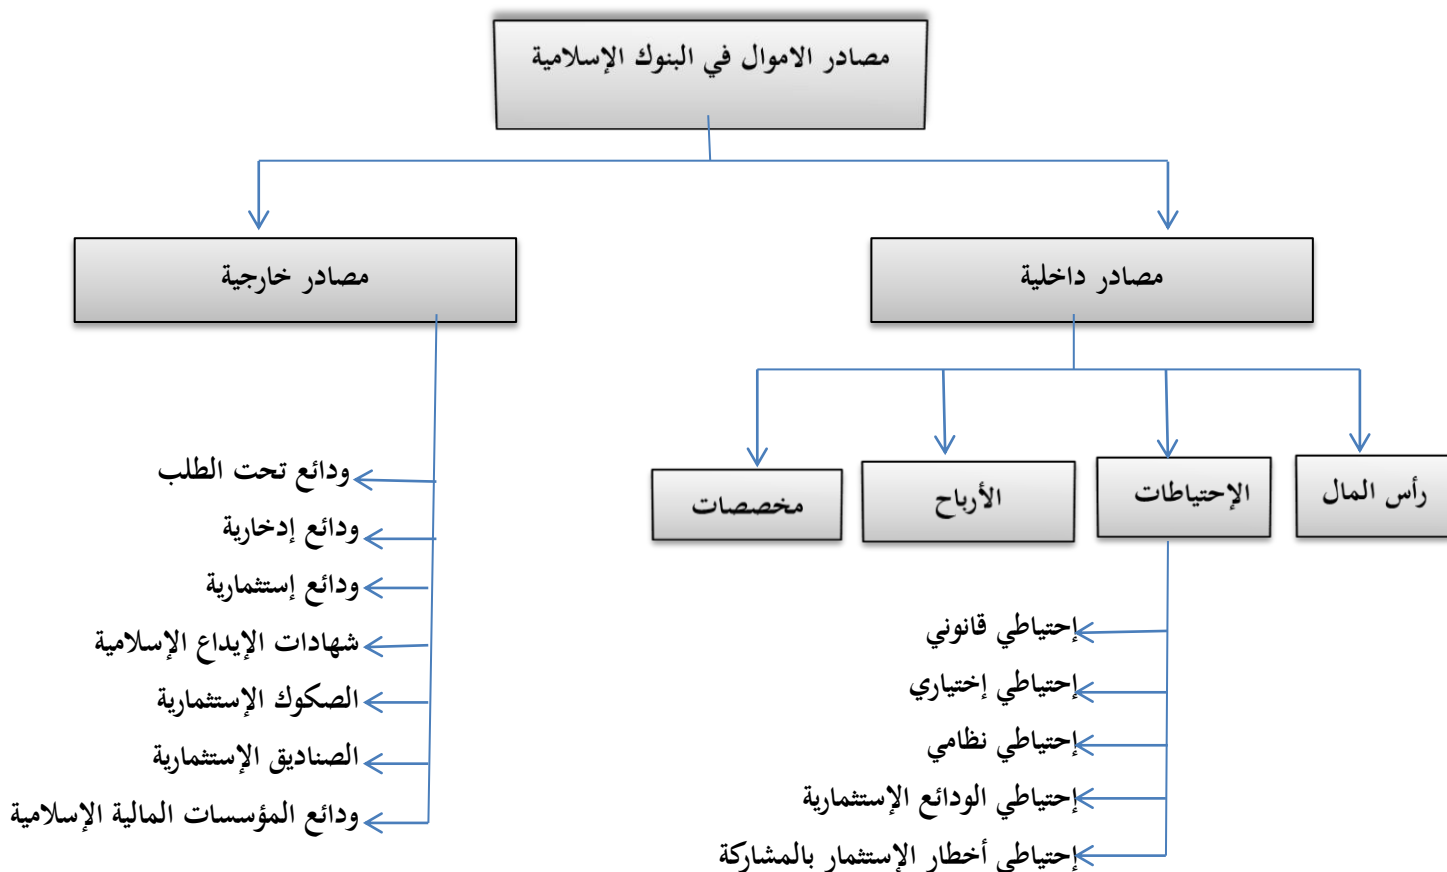 مصادر الاموال في البنوك الإسلامية
مصادر داخلية
مصادر خارجية
رأس المال
الإحتياطات
الأرباح
مخصصات
إحتياطي قانوني
إحتياطي إختياري
إحتياطي نظامي
إحتياطي الودائع الإستثمارية
إحتياطي أخطار الإستثمار بالمشاركة
ودائع تحت الطلب
ودائع إدخارية
ودائع إستثمارية
شهادات الإيداع الإسلامية
الصكوك الإستثمارية
الصناديق الإستثمارية
ودائع المؤسسات المالية الإسلامية